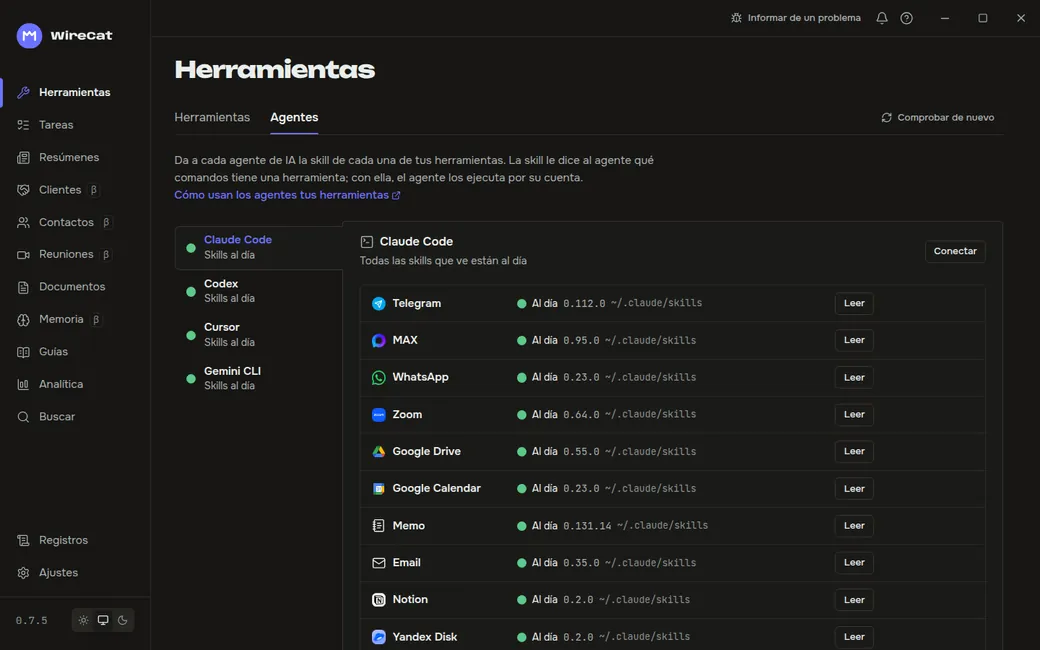 WireCat
Informar de un problema
Herramientas
Tareas
Resúmenes
Clientes β
Contactos β
Reuniones β
Documentos
Memoria β
Guías
Analítica
Buscar
Registros
Ajustes
0.7.5
Herramientas
Herramientas Agentes
Comprobar de nuevo
Da a cada agente de IA la skill de cada una de tus herramientas. La skill le dice al agente qué
comandos tiene una herramienta; con ella, el agente los ejecuta por su cuenta.
Cómo usan los agentes tus herramientas
Claude Code
Skills al día
Codex
Skills al día
Cursor
Skills al día
Gemini CLI
Skills al día
Claude Code
Todas las skills que ve están al día
Conectar
Telegram Al día 0.112.0 ~/.claude/skills Leer
MAX Al día 0.95.0 ~/.claude/skills Leer
WhatsApp Al día 0.23.0 ~/.claude/skills Leer
Zoom Al día 0.64.0 ~/.claude/skills Leer
Google Drive Al día 0.55.0 ~/.claude/skills Leer
Google Calendar Al día 0.23.0 ~/.claude/skills Leer
Memo Al día 0.131.14 ~/.claude/skills Leer
Email Al día 0.35.0 ~/.claude/skills Leer
Notion Al día 0.2.0 ~/.claude/skills Leer
Yandex Disk Al día 0.2.0 ~/.claude/skills Leer